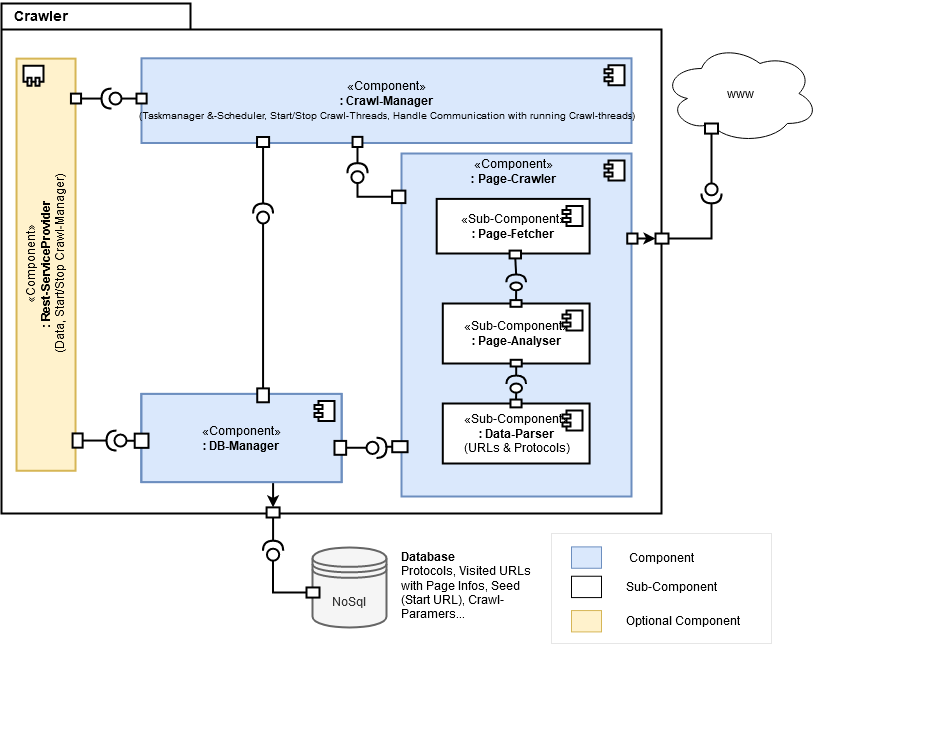 Crawler
«Component»
: Crawl-Manager
(Taskmanager &-Scheduler, Start/Stop Crawl-Threads, Handle Communication with running Crawl-threads)
www
«Component»
: Rest-ServiceProvider
(Data, Start/Stop Crawl-Manager)
«Component»
: Page-Crawler
«Sub-Component»
: Page-Fetcher
«Sub-Component»
: Page-Analyser
«Sub-Component»
: Data-Parser
(URLs & Protocols)
«Component»
: DB-Manager
NoSql
Database
Protocols, Visited URLs
with Page Infos, Seed
(Start URL), Crawl-
Paramers...
Component
Sub-Component
Optional Component